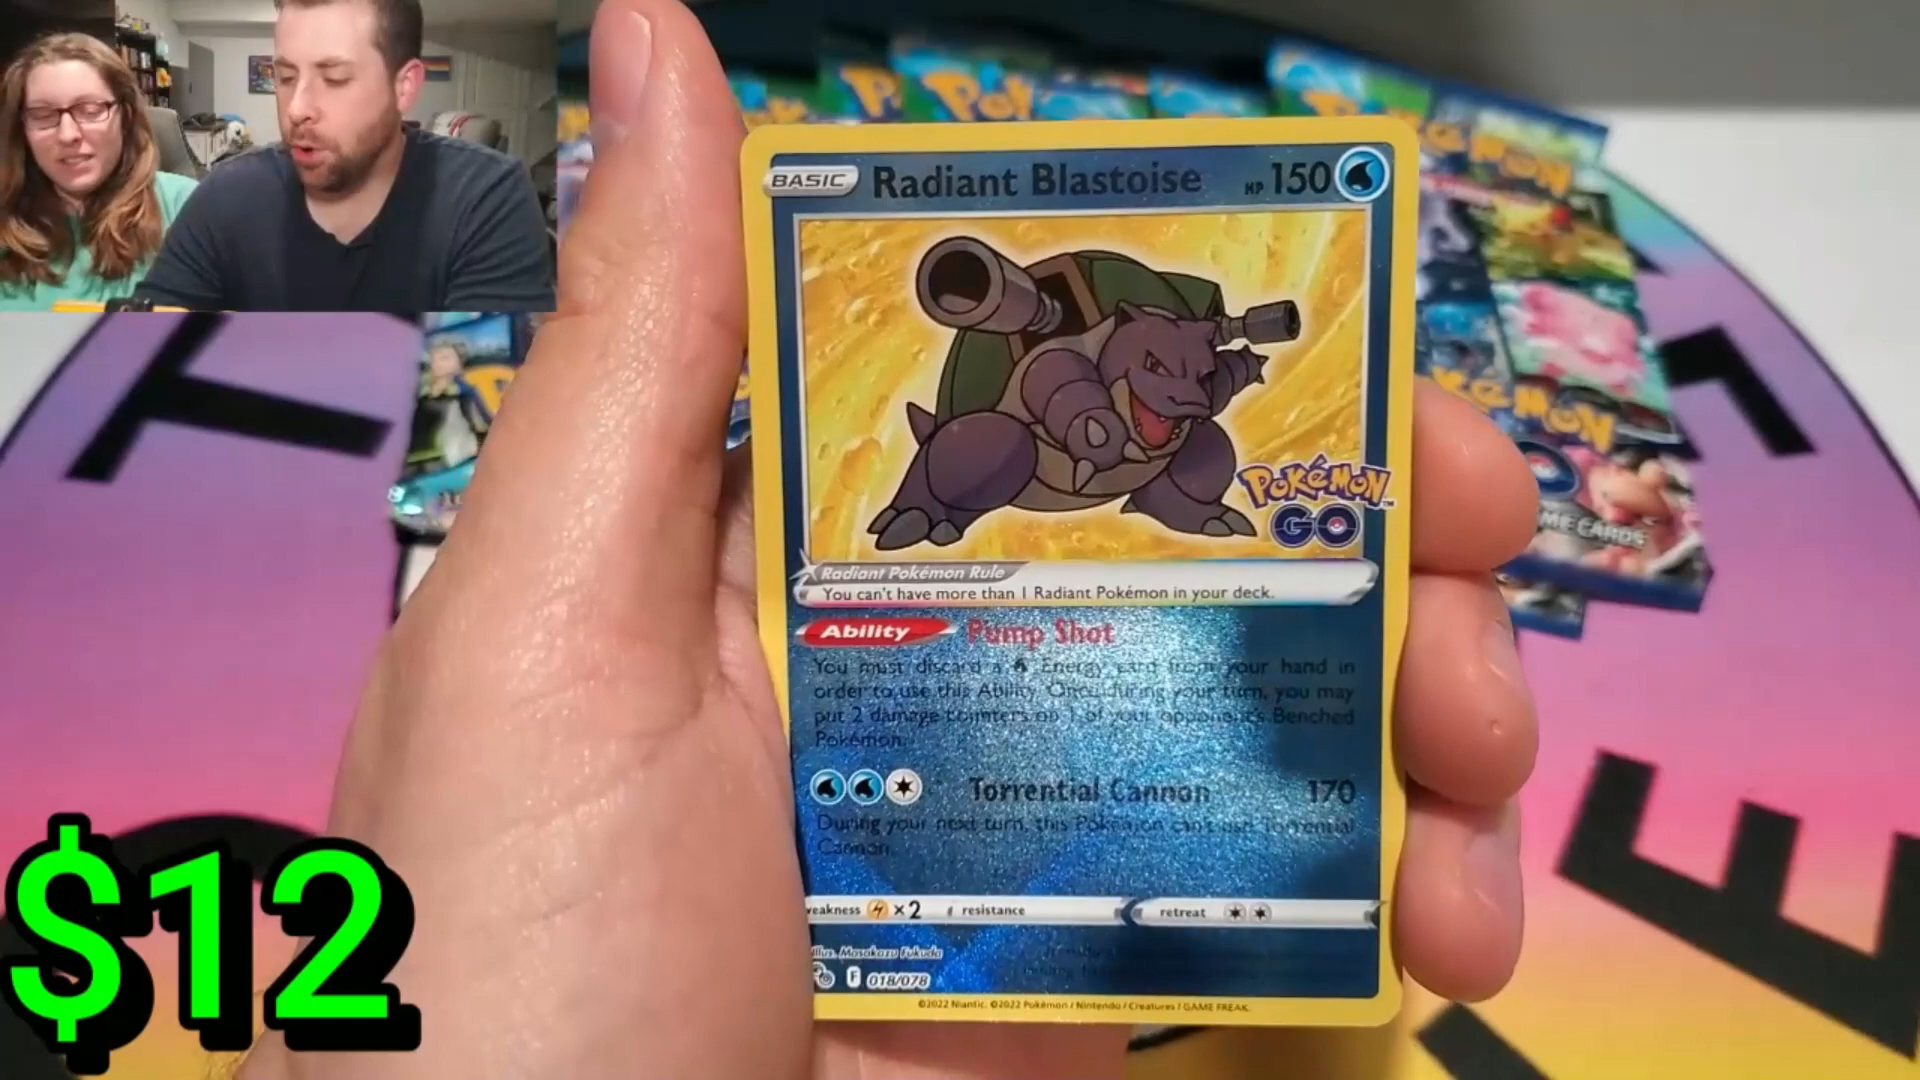 BASIC
Radiant Blastoise
HP 150
POKéMON
GO
Radiant Pokémon Rule
You can't have more than 1 Radiant Pokémon in your deck.
Ability
Pump Shot
You must discard a Energy card from your hand in
order to use this Ability. Once during your turn, you may
put 2 damage counters on 1 of your opponent's Benched
Pokémon.
Torrential Cannon 170
During your next turn, this Pokémon can't use Torrential
Cannon.
weakness ×2 resistance retreat
Illus. Masakazu Fukuda
F 018/078
©2022 Niantic. ©2022 Pokémon / Nintendo / Creatures / GAME FREAK.
POKéMON
GAME CARDS
$12